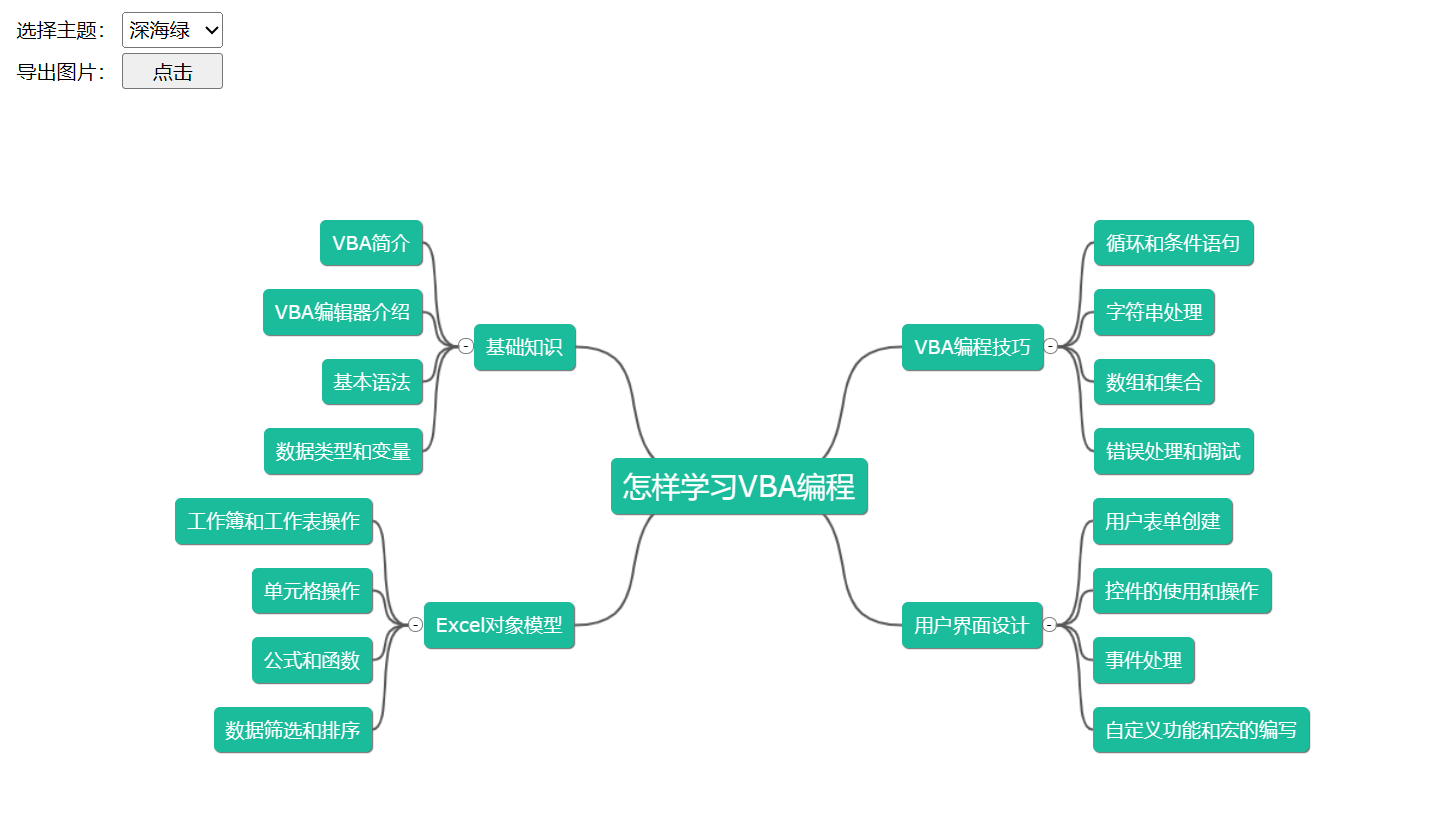 选择主题： 深海绿
导出图片： 点击
VBA简介
VBA编辑器介绍
基础知识
基本语法
数据类型和变量
工作簿和工作表操作
单元格操作
Excel对象模型
公式和函数
数据筛选和排序
怎样学习VBA编程
循环和条件语句
字符串处理
VBA编程技巧
数组和集合
错误处理和调试
用户表单创建
控件的使用和操作
用户界面设计
事件处理
自定义功能和宏的编写